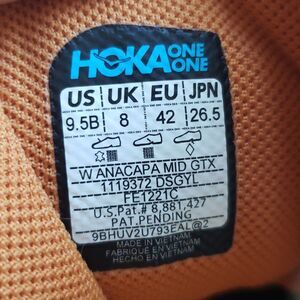 HOKA ONE ONE
US UK EU JPN
9.5B 8 42 26.5
W ANACAPA MID GTX
1119372 DSGYL
FE1221C
U.S.Pat.# 8,881,427
PAT.PENDING
9BHUV2U793EAL@2
MADE IN VIETNAM
FABRIQUÉ EN VIETNAM
HECHO EN VIETNAM